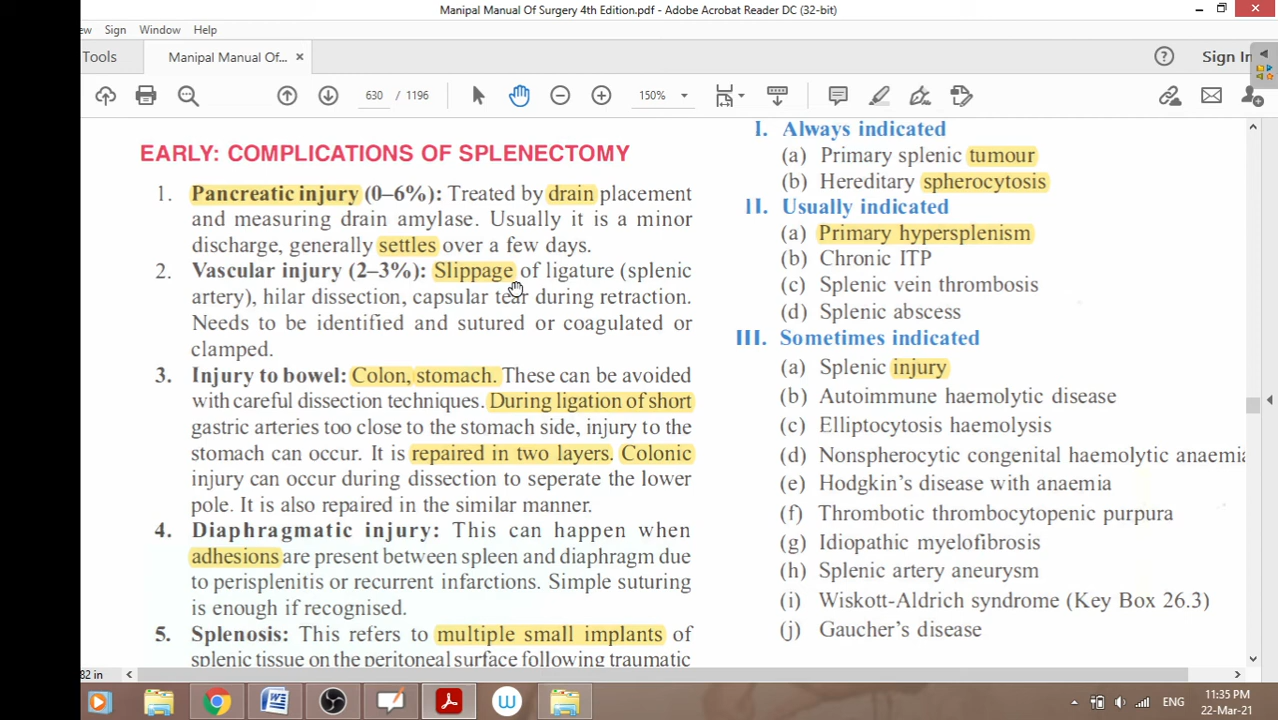 Manipal Manual Of Surgery 4th Edition.pdf - Adobe Acrobat Reader DC (32-bit)
ew Sign Window Help
Tools Manipal Manual Of... × Sign In
630 / 1196 150%
EARLY: COMPLICATIONS OF SPLENECTOMY
1. Pancreatic injury (0–6%): Treated by drain placement
and measuring drain amylase. Usually it is a minor
discharge, generally settles over a few days.
2. Vascular injury (2–3%): Slippage of ligature (splenic
artery), hilar dissection, capsular tear during retraction.
Needs to be identified and sutured or coagulated or
clamped.
3. Injury to bowel: Colon, stomach. These can be avoided
with careful dissection techniques. During ligation of short
gastric arteries too close to the stomach side, injury to the
stomach can occur. It is repaired in two layers. Colonic
injury can occur during dissection to seperate the lower
pole. It is also repaired in the similar manner.
4. Diaphragmatic injury: This can happen when
adhesions are present between spleen and diaphragm due
to perisplenitis or recurrent infarctions. Simple suturing
is enough if recognised.
5. Splenosis: This refers to multiple small implants of
splenic tissue on the peritoneal surface following traumatic
I. Always indicated
(a) Primary splenic tumour
(b) Hereditary spherocytosis
II. Usually indicated
(a) Primary hypersplenism
(b) Chronic ITP
(c) Splenic vein thrombosis
(d) Splenic abscess
III. Sometimes indicated
(a) Splenic injury
(b) Autoimmune haemolytic disease
(c) Elliptocytosis haemolysis
(d) Nonspherocytic congenital haemolytic anaemia
(e) Hodgkin's disease with anaemia
(f) Thrombotic thrombocytopenic purpura
(g) Idiopathic myelofibrosis
(h) Splenic artery aneurysm
(i) Wiskott-Aldrich syndrome (Key Box 26.3)
(j) Gaucher's disease
82 in
ENG
11:35 PM
22-Mar-21